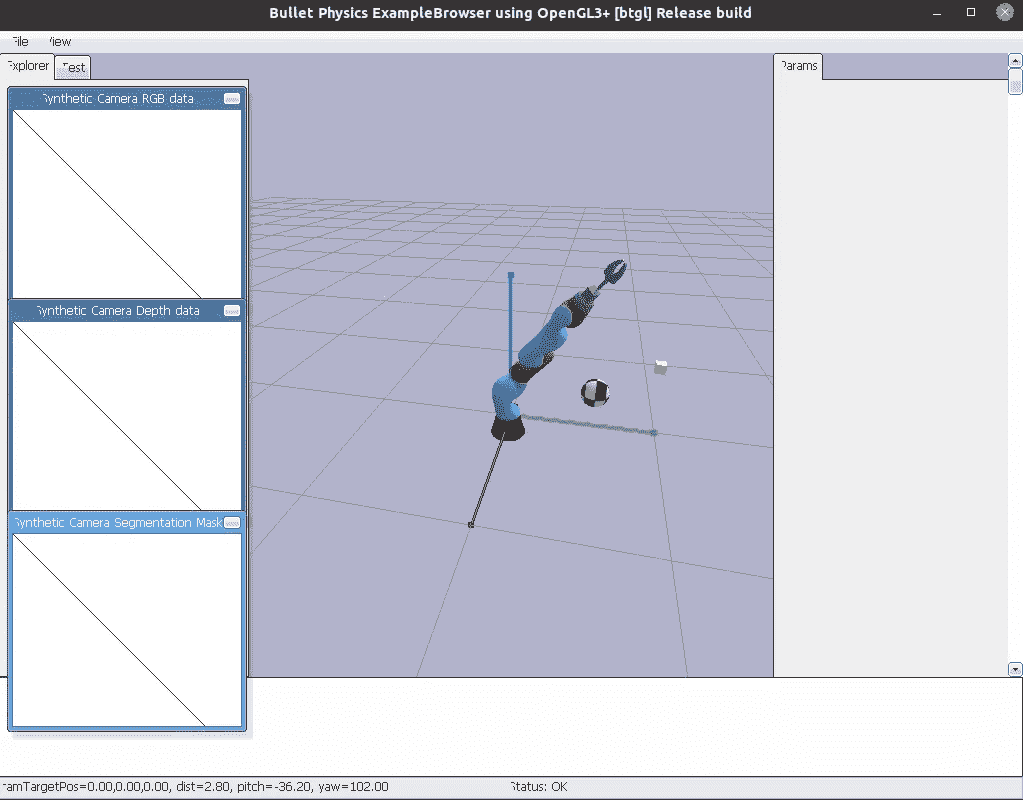 Bullet Physics ExampleBrowser using OpenGL3+ [btgl] Release build
File View
Explorer Test
Params
Synthetic Camera RGB data
Synthetic Camera Depth data
Synthetic Camera Segmentation Mask
camTargetPos=0.00,0.00,0.00, dist=2.80, pitch=-36.20, yaw=102.00
Status: OK